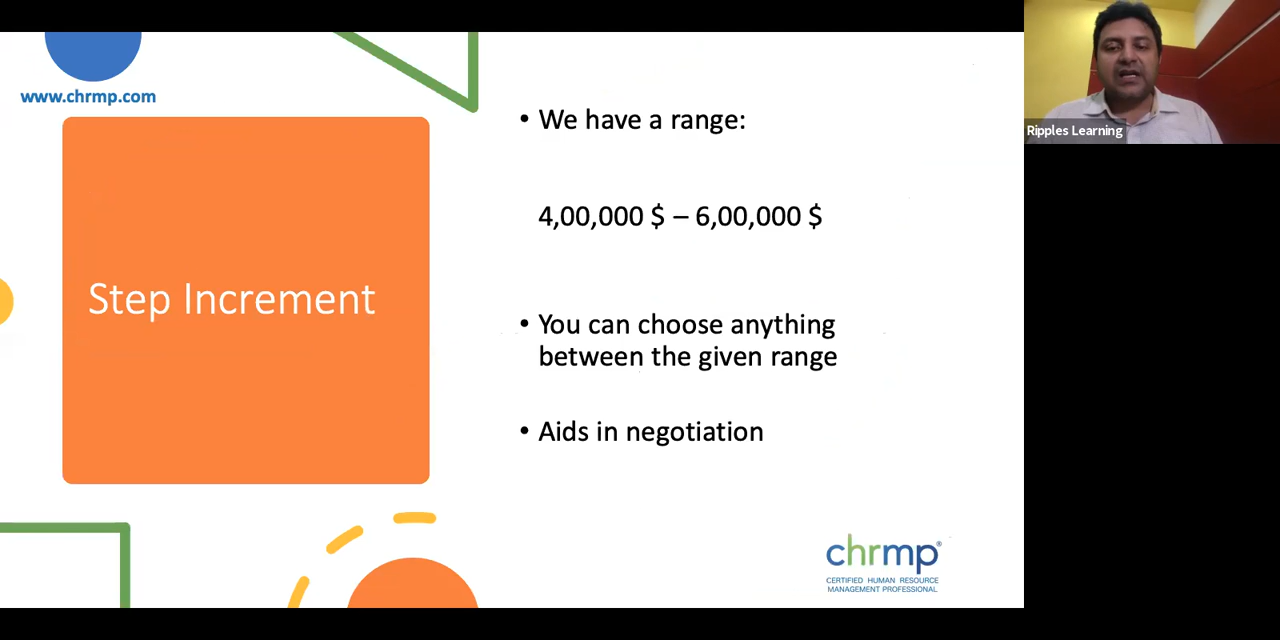 www.chrmp.com
Step Increment
• We have a range:
4,00,000 $ – 6,00,000 $
• You can choose anything
between the given range
• Aids in negotiation
chrmp®
CERTIFIED HUMAN RESOURCE
MANAGEMENT PROFESSIONAL
Ripples Learning